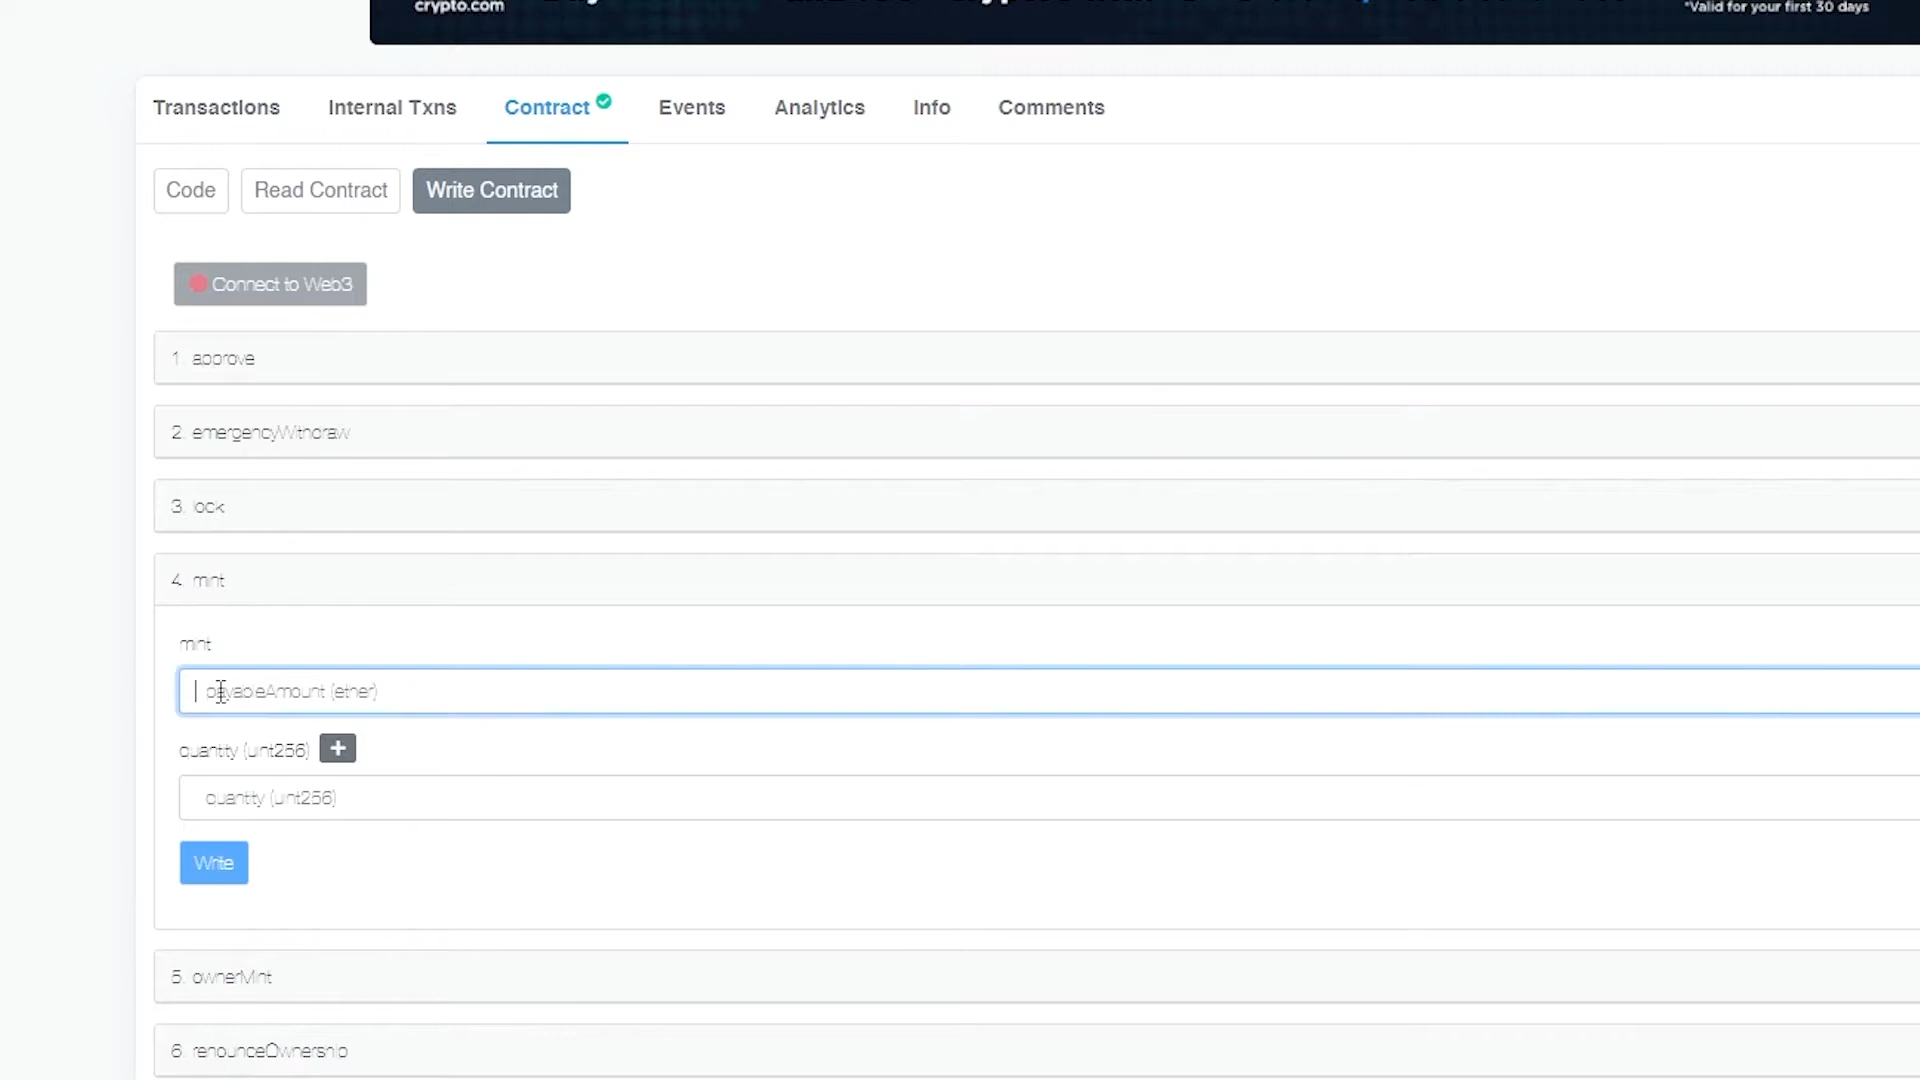 crypto.com
*Valid for your first 30 days
Transactions Internal Txns Contract Events Analytics Info Comments
Code Read Contract Write Contract
Connect to Web3
1. approve
2. emergencyWithdraw
3. lock
4. mint
mint
payableAmount (ether)
quantity (uint256) +
quantity (uint256)
Write
5. ownerMint
6. renounceOwnership